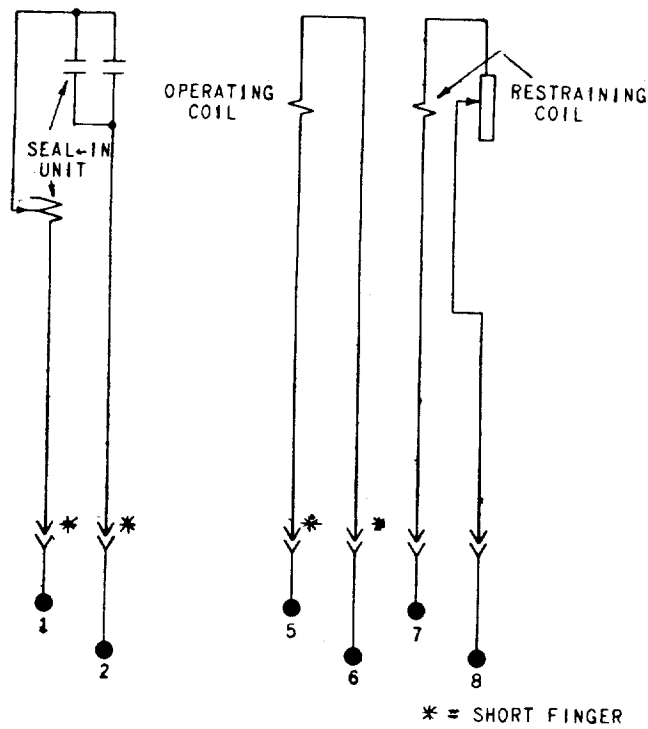 OPERATING
COIL
RESTRAINING
COIL
SEAL-IN
UNIT
*
*
*
*
1
2
5
6
7
8
* = SHORT FINGER